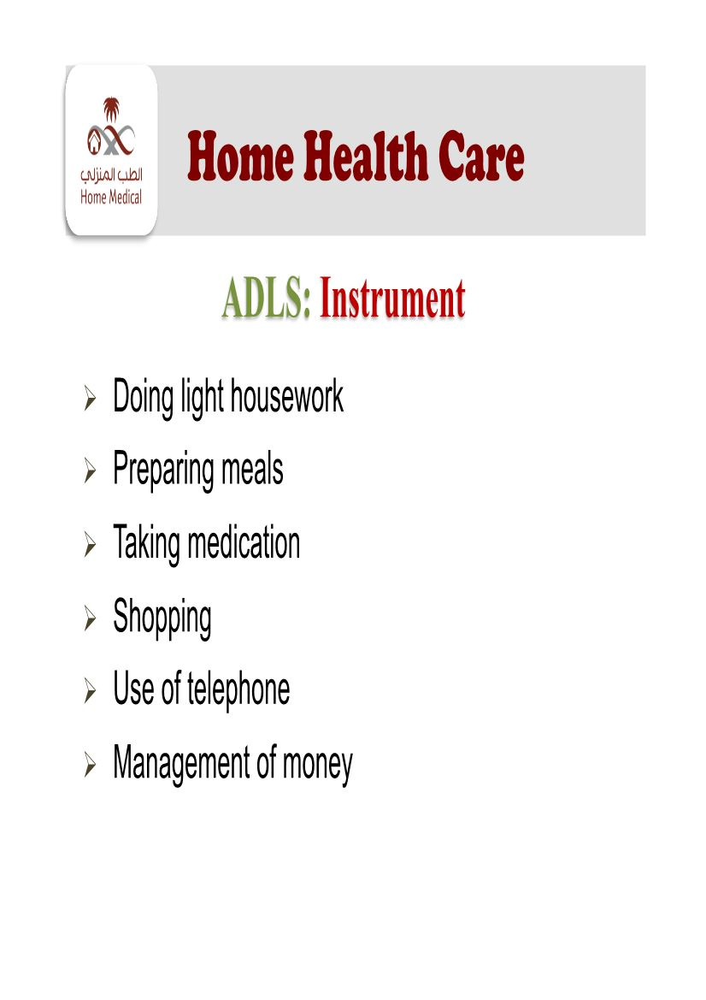 الطب المنزلي
Home Medical
Home Health Care
ADLS: Instrument
Doing light housework
Preparing meals
Taking medication
Shopping
Use of telephone
Management of money